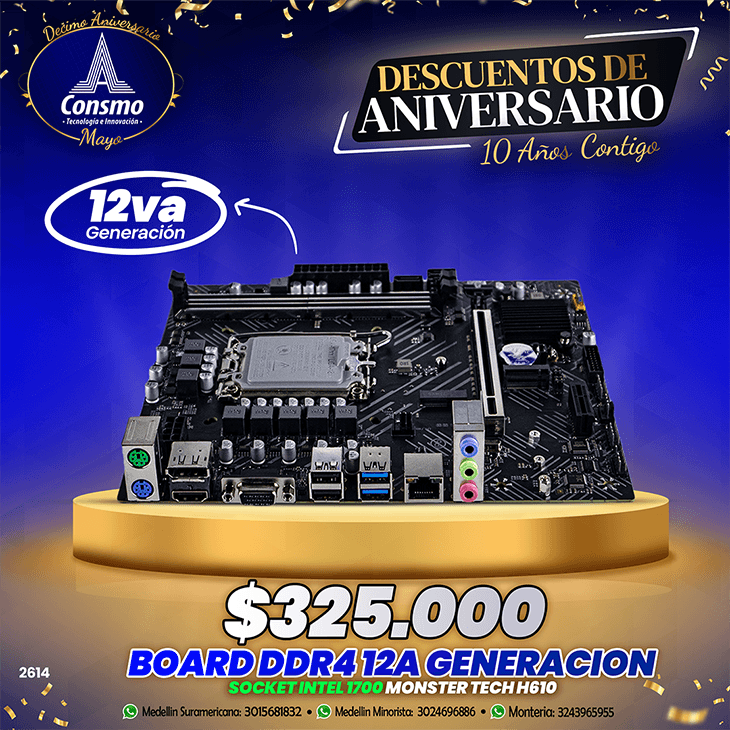 Decimo Aniversario
Consmo
• Tecnología e Innovación •
Mayo
DESCUENTOS DE
ANIVERSARIO
10 Años Contigo
12va
Generación
$325.000
BOARD DDR4 12A GENERACION
SOCKET INTEL 1700 MONSTER TECH H610
2614
Medellin Suramericana: 3015681832 • Medellin Minorista: 3024696886 • Monteria: 3243965955